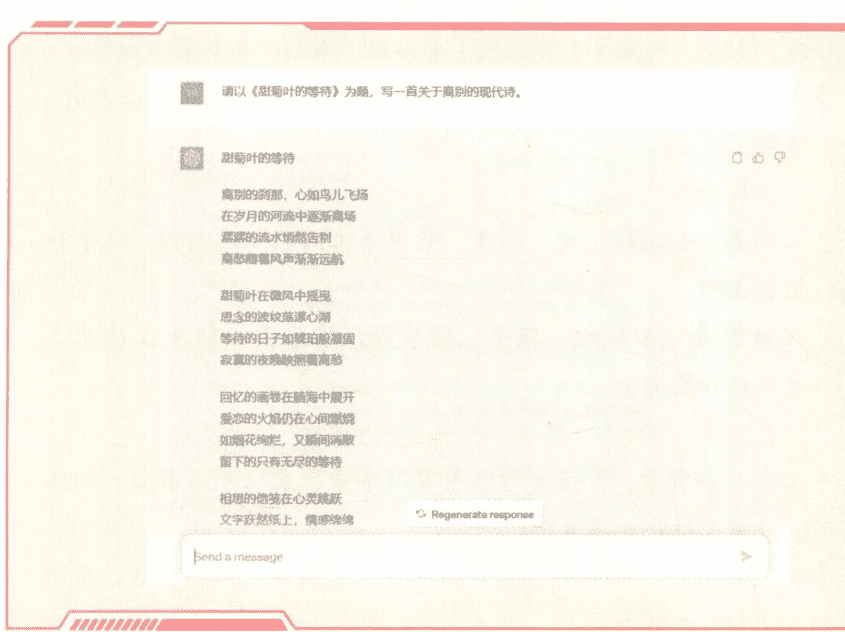 请以《甜菊叶的等待》为题，写一首关于离别的现代诗。
甜菊叶的等待
离别的刹那，心如鸟儿飞扬
在岁月的河流中逐渐离场
潺潺的流水悄然告别
离愁随着风声渐渐远航
甜菊叶在微风中摇曳
思念的波纹荡漾心湖
等待的日子如琥珀般凝固
寂寞的夜晚映照着离愁
回忆的画卷在脑海中展开
爱恋的火焰仍在心间燃烧
如烟花绚烂，又瞬间消散
留下的只有无尽的等待
相思的信笺在心灵跳跃
文字跃然纸上，情感绵绵
Regenerate response
Send a message